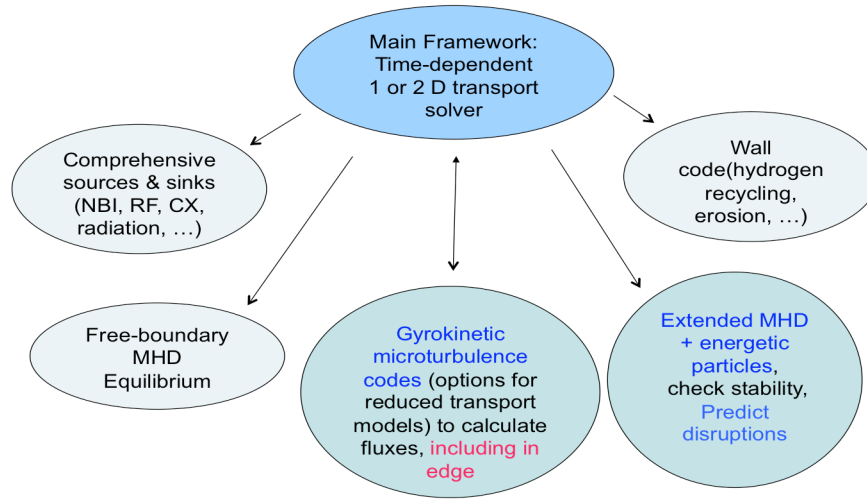 Main Framework:
Time-dependent
1 or 2 D transport
solver
Comprehensive
sources & sinks
(NBI, RF, CX,
radiation, …)
Wall
code(hydrogen
recycling,
erosion, …)
Free-boundary
MHD
Equilibrium
Gyrokinetic
microturbulence
codes (options for
reduced transport
models) to calculate
fluxes, including in
edge
Extended MHD
+ energetic
particles,
check stability,
Predict
disruptions